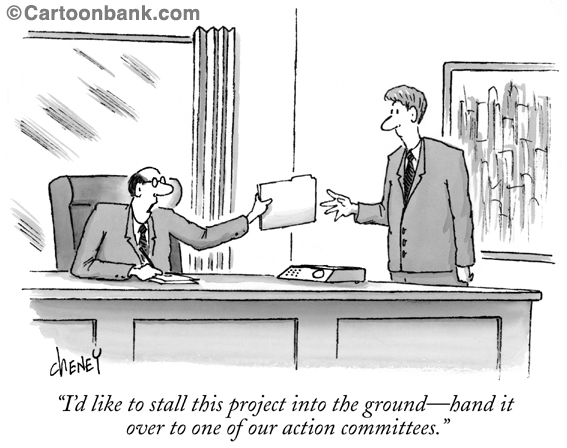 ©Cartoonbank.com
CHENEY
“I’d like to stall this project into the ground—hand it
over to one of our action committees.”